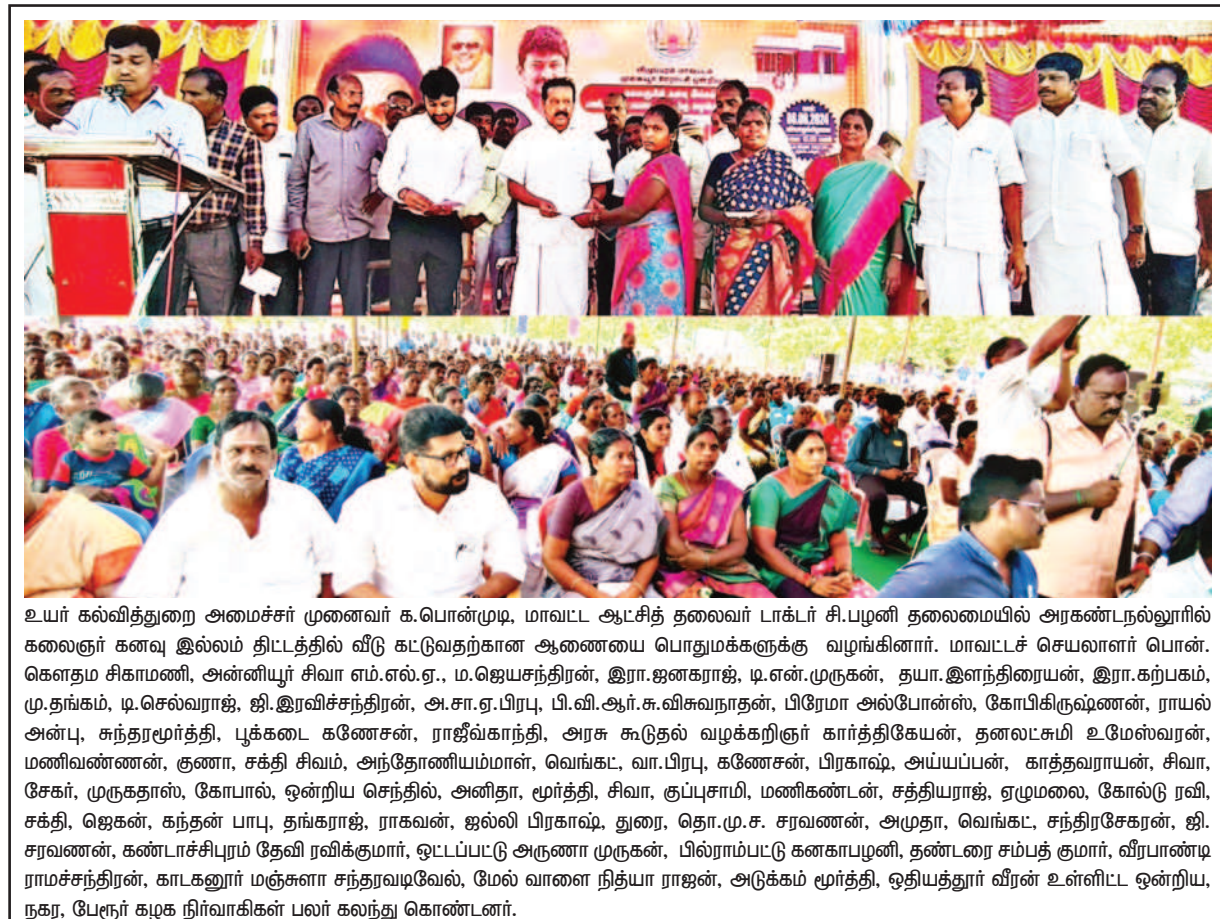 08.08.2024
உயர் கல்வித்துறை அமைச்சர் முனைவர் க.பொன்முடி, மாவட்ட ஆட்சித் தலைவர் டாக்டர் சி.பழனி தலைமையில் அரகண்டநல்லூரில்
கலைஞர் கனவு இல்லம் திட்டத்தில் வீடு கட்டுவதற்கான ஆணையை பொதுமக்களுக்கு வழங்கினார். மாவட்டச் செயலாளர் பொன்.
கௌதம சிகாமணி, அன்னியூர் சிவா எம்.எல்.ஏ., ம.ஜெயசந்திரன், இரா.ஜனகராஜ், டி.என்.முருகன், தயா.இளந்திரையன், இரா.கற்பகம்,
மு.தங்கம், டி.செல்வராஜ், ஜி.இரவிச்சந்திரன், அ.சா.ஏ.பிரபு, பி.வி.ஆர்.சு.விசுவநாதன், பிரேமா அல்போன்ஸ், கோபிகிருஷ்ணன், ராயல்
அன்பு, சுந்தரமூர்த்தி, பூக்கடை கணேசன், ராஜீவ்காந்தி, அரசு கூடுதல் வழக்கறிஞர் கார்த்திகேயன், தனலட்சுமி உமேஸ்வரன்,
மணிவண்ணன், குணா, சக்தி சிவம், அந்தோணியம்மாள், வெங்கட், வா.பிரபு, கணேசன், பிரகாஷ், அய்யப்பன், காத்தவராயன், சிவா,
சேகர், முருகதாஸ், கோபால், ஒன்றிய செந்தில், அனிதா, மூர்த்தி, சிவா, குப்புசாமி, மணிகண்டன், சத்தியராஜ், ஏழுமலை, கோல்டு ரவி,
சக்தி, ஜெகன், கந்தன் பாபு, தங்கராஜ், ராகவன், ஜல்லி பிரகாஷ், துரை, தொ.மு.ச. சரவணன், அமுதா, வெங்கட், சந்திரசேகரன், ஜி.
சரவணன், கண்டாச்சிபுரம் தேவி ரவிக்குமார், ஒட்டப்பட்டு அருணா முருகன், பில்ராம்பட்டு கனகாபழனி, தண்டரை சம்பத் குமார், வீரபாண்டி
ராமச்சந்திரன், காடகனூர் மஞ்சுளா சந்தரவடிவேல், மேல் வாளை நித்யா ராஜன், அடுக்கம் மூர்த்தி, ஒதியத்தூர் வீரன் உள்ளிட்ட ஒன்றிய,
நகர, பேரூர் கழக நிர்வாகிகள் பலர் கலந்து கொண்டனர்.